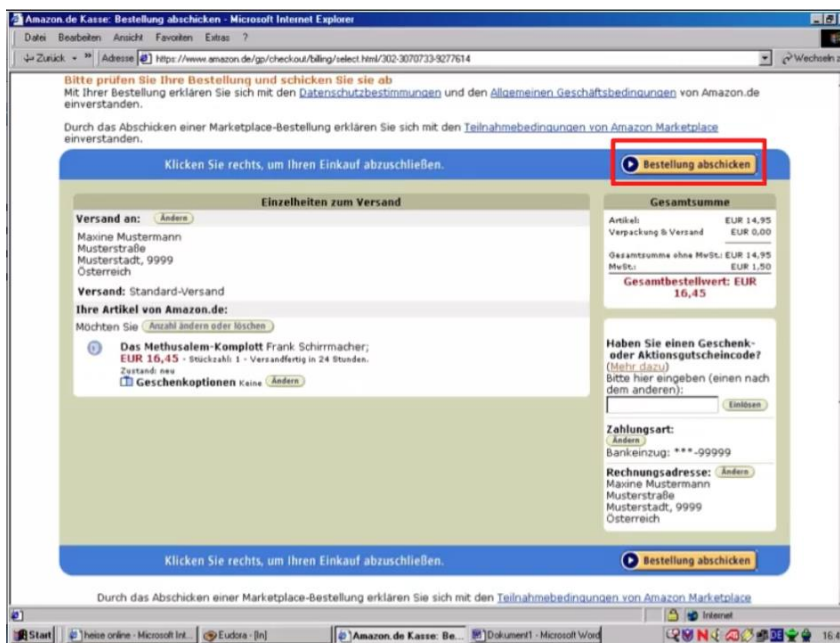 Amazon.de Kasse: Bestellung abschicken - Microsoft Internet Explorer
Datei Bearbeiten Ansicht Favoriten Extras ?
Zurück Adresse https://www.amazon.de/gp/checkout/billing/select.html/302-3070733-9277614 Wechseln z
Bitte prüfen Sie Ihre Bestellung und schicken Sie sie ab
Mit Ihrer Bestellung erklären Sie sich mit den Datenschutzbestimmungen und den Allgemeinen Geschäftsbedingungen von Amazon.de
einverstanden.
Durch das Abschicken einer Marketplace-Bestellung erklären Sie sich mit den Teilnahmebedingungen von Amazon Marketplace
einverstanden.
Klicken Sie rechts, um Ihren Einkauf abzuschließen. Bestellung abschicken
Einzelheiten zum Versand
Versand an: Ändern
Maxine Mustermann
Musterstraße
Musterstadt, 9999
Österreich
Versand: Standard-Versand
Ihre Artikel von Amazon.de:
Möchten Sie Anzahl ändern oder löschen
Das Methusalem-Komplott Frank Schirrmacher;
EUR 16,45 - Stückzahl: 1 - Versandfertig in 24 Stunden.
Zustand: neu
Geschenkoptionen Keine Ändern
Gesamtsumme
Artikel: EUR 14,95
Verpackung & Versand EUR 0,00
Gesamtsumme ohne MwSt.: EUR 14,95
MwSt.: EUR 1,50
Gesamtbestellwert: EUR
16,45
Haben Sie einen Geschenk-
oder Aktionsgutscheincode?
(Mehr dazu)
Bitte hier eingeben (einen nach
dem anderen):
Einlösen
Zahlungsart:
Ändern
Bankeinzug: ***-99999
Rechnungsadresse: Ändern
Maxine Mustermann
Musterstraße
Musterstadt, 9999
Österreich
Klicken Sie rechts, um Ihren Einkauf abzuschließen. Bestellung abschicken
Durch das Abschicken einer Marketplace-Bestellung erklären Sie sich mit den Teilnahmebedingungen von Amazon Marketplace
Internet
Start heise online - Microsoft Int... Eudora - [In] Amazon.de Kasse: Be... Dokument1 - Microsoft Word DE